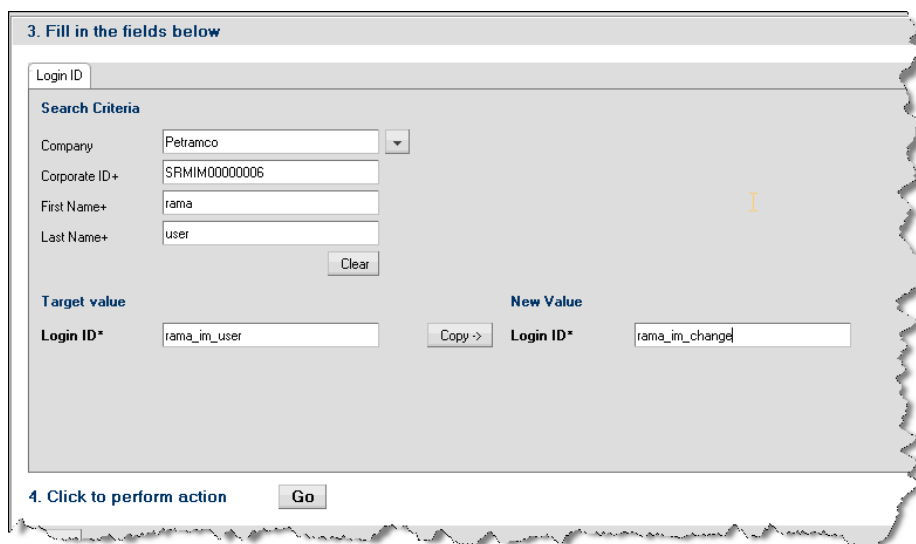 3. Fill in the fields below
Login ID
Search Criteria
Company Petramco
Corporate ID+ SRMIM00000006
First Name+ rama
Last Name+ user
Clear
Target value New Value
Login ID* rama_im_user Copy -> Login ID* rama_im_change
4. Click to perform action Go